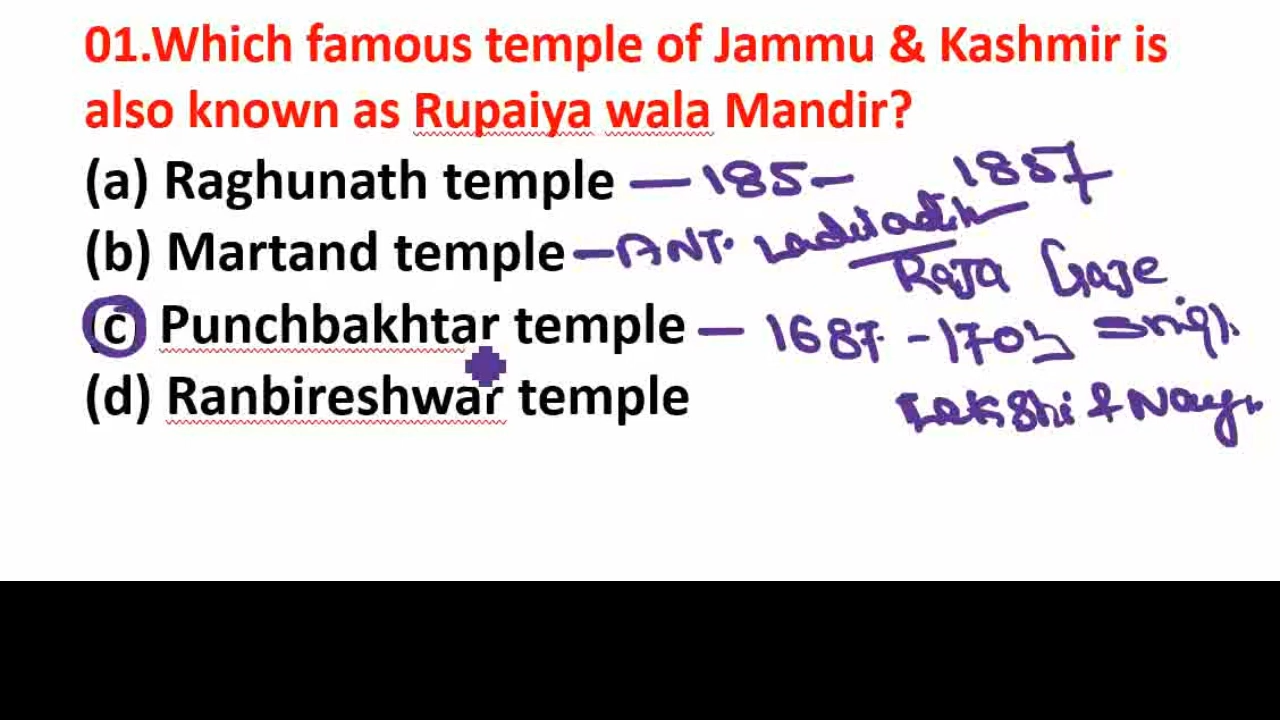 01.Which famous temple of Jammu & Kashmir is
also known as Rupaiya wala Mandir?
(a) Raghunath temple — 185 — 1857
(b) Martand temple — ANT.
Raja Gaje
(c) Punchbakhtar temple — 1687 - 1703 Singh
(d) Ranbireshwar temple